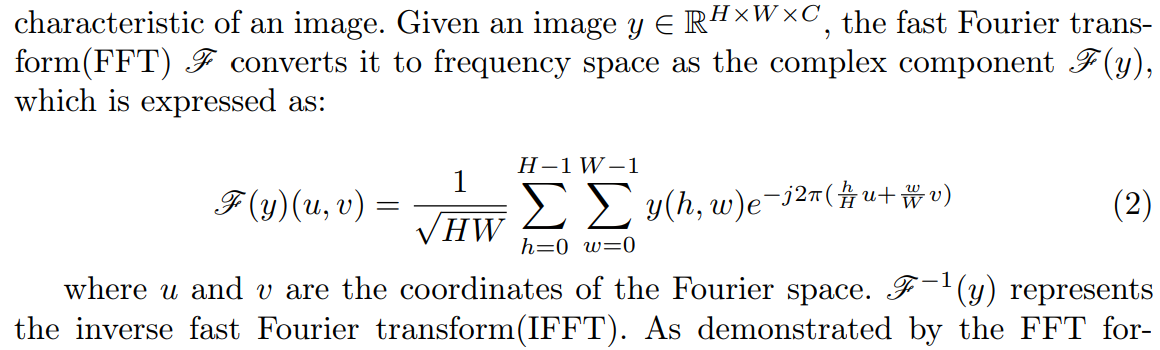 characteristic of an image. Given an image $y \in \mathbb{R}^{H \times W \times C}$, the fast Fourier trans-
form(FFT) $\mathscr{F}$ converts it to frequency space as the complex component $\mathscr{F}(y)$,
which is expressed as:
$\mathscr{F}(y)(u, v) = \frac{1}{\sqrt{HW}} \sum_{h=0}^{H-1} \sum_{w=0}^{W-1} y(h, w) e^{-j2\pi(\frac{h}{H}u + \frac{w}{W}v)}$ (2)
where $u$ and $v$ are the coordinates of the Fourier space. $\mathscr{F}^{-1}(y)$ represents
the inverse fast Fourier transform(IFFT). As demonstrated by the FFT for-